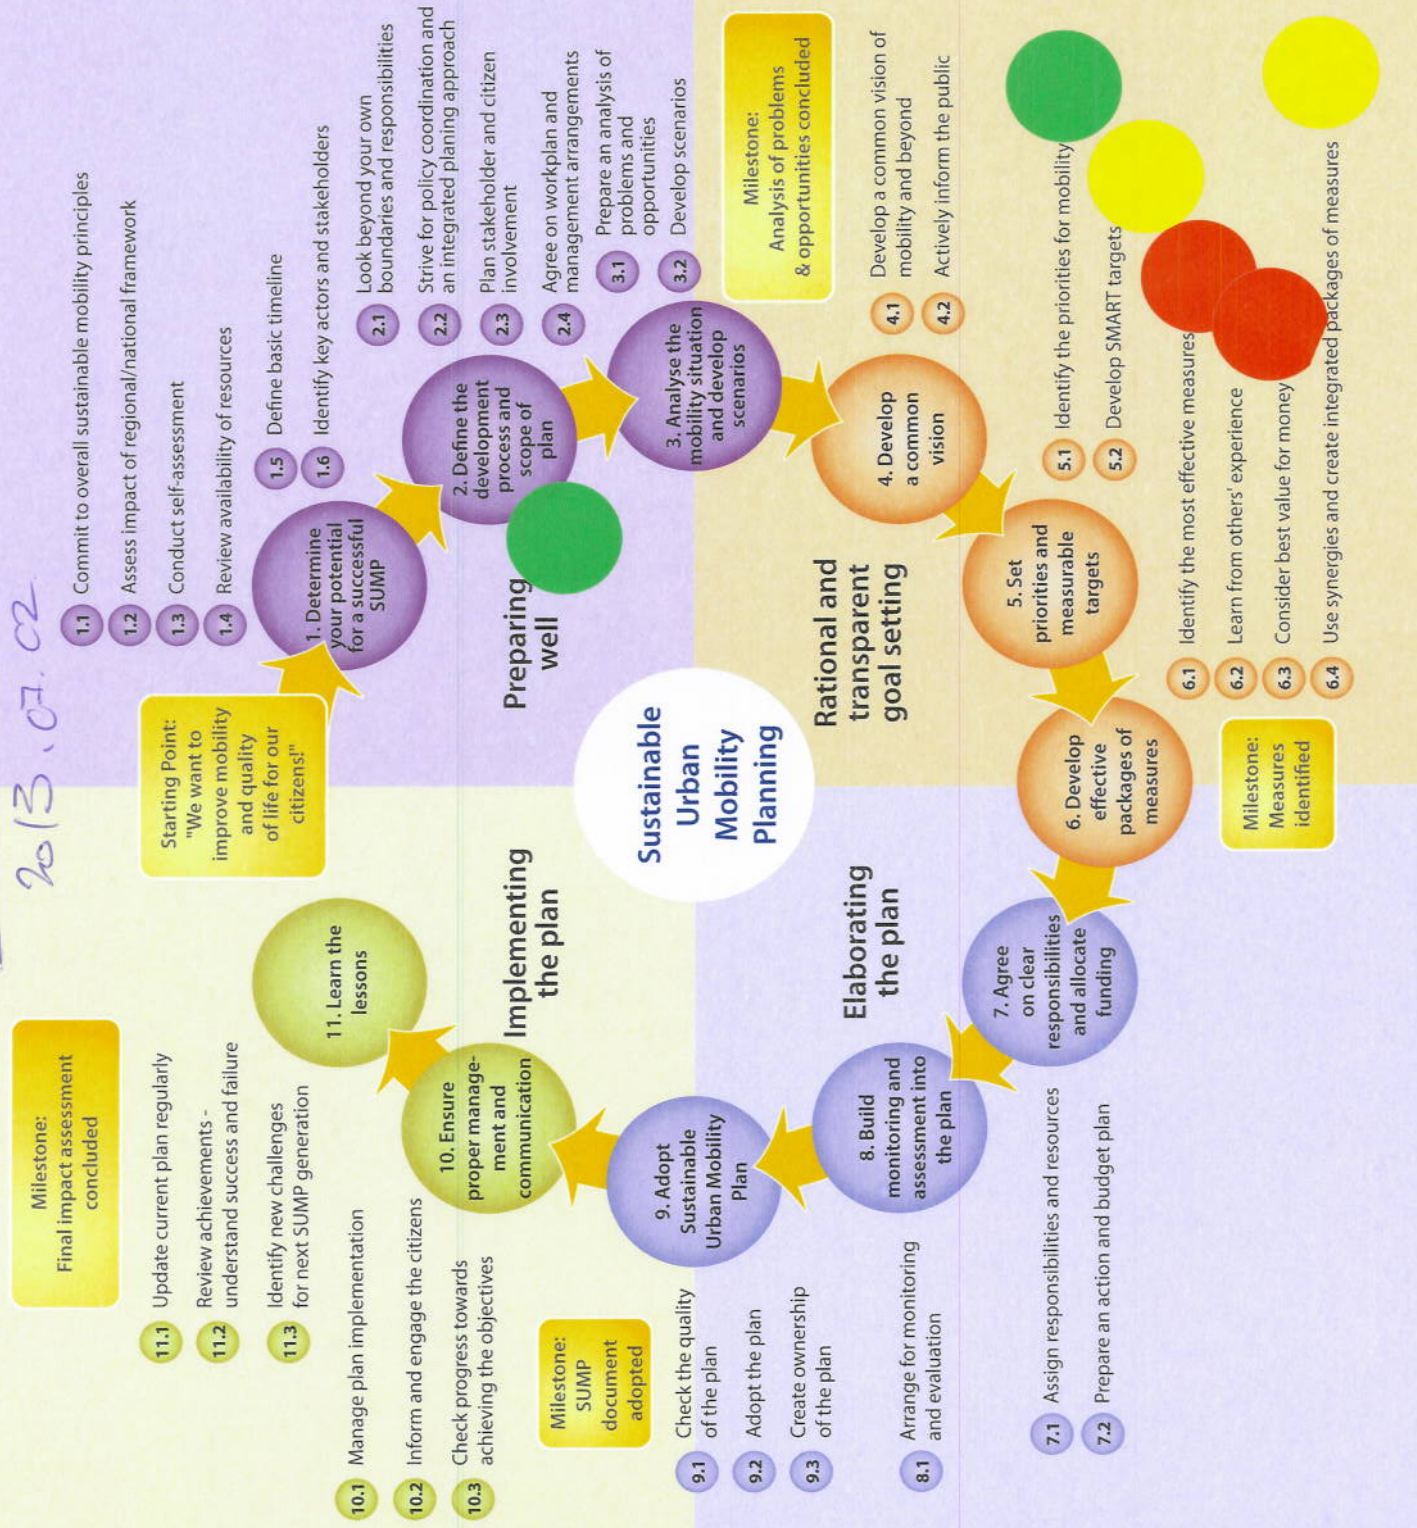 2013.07.02.
Starting Point:
"We want to
improve mobility
and quality
of life for our
citizens!"
1.1 Commit to overall sustainable mobility principles
1.2 Assess impact of regional/national framework
1.3 Conduct self-assessment
1.4 Review availability of resources
1.5 Define basic timeline
1.6 Identify key actors and stakeholders
1. Determine
your potential
for a successful
SUMP
2.1 Look beyond your own
boundaries and responsibilities
2.2 Strive for policy coordination and
an integrated planing approach
2.3 Plan stakeholder and citizen
involvement
2.4 Agree on workplan and
management arrangements
2. Define the
development
process and
scope of
plan
3.1 Prepare an analysis of
problems and
opportunities
3.2 Develop scenarios
3. Analyse the
mobility situation
and develop
scenarios
Preparing
well
Milestone:
Analysis of problems
& opportunities concluded
4.1 Develop a common vision of
mobility and beyond
4.2 Actively inform the public
4. Develop
a common
vision
5.1 Identify the priorities for mobility
5.2 Develop SMART targets
5. Set
priorities and
measurable
targets
Rational and
transparent
goal setting
6.1 Identify the most effective measures
6.2 Learn from others' experience
6.3 Consider best value for money
6.4 Use synergies and create integrated packages of measures
6. Develop
effective
packages of
measures
Milestone:
Measures
identified
Sustainable
Urban
Mobility
Planning
Elaborating
the plan
7. Agree
on clear
responsibilities
and allocate
funding
7.1 Assign responsibilities and resources
7.2 Prepare an action and budget plan
8. Build
monitoring and
assessment into
the plan
8.1 Arrange for monitoring
and evaluation
9. Adopt
Sustainable
Urban Mobility
Plan
9.1 Check the quality
of the plan
9.2 Adopt the plan
9.3 Create ownership
of the plan
Milestone:
SUMP
document
adopted
Implementing
the plan
10. Ensure
proper manage-
ment and
communication
10.1 Manage plan implementation
10.2 Inform and engage the citizens
10.3 Check progress towards
achieving the objectives
11. Learn the
lessons
11.1 Update current plan regularly
11.2 Review achievements -
understand success and failure
11.3 Identify new challenges
for next SUMP generation
Milestone:
Final impact assessment
concluded